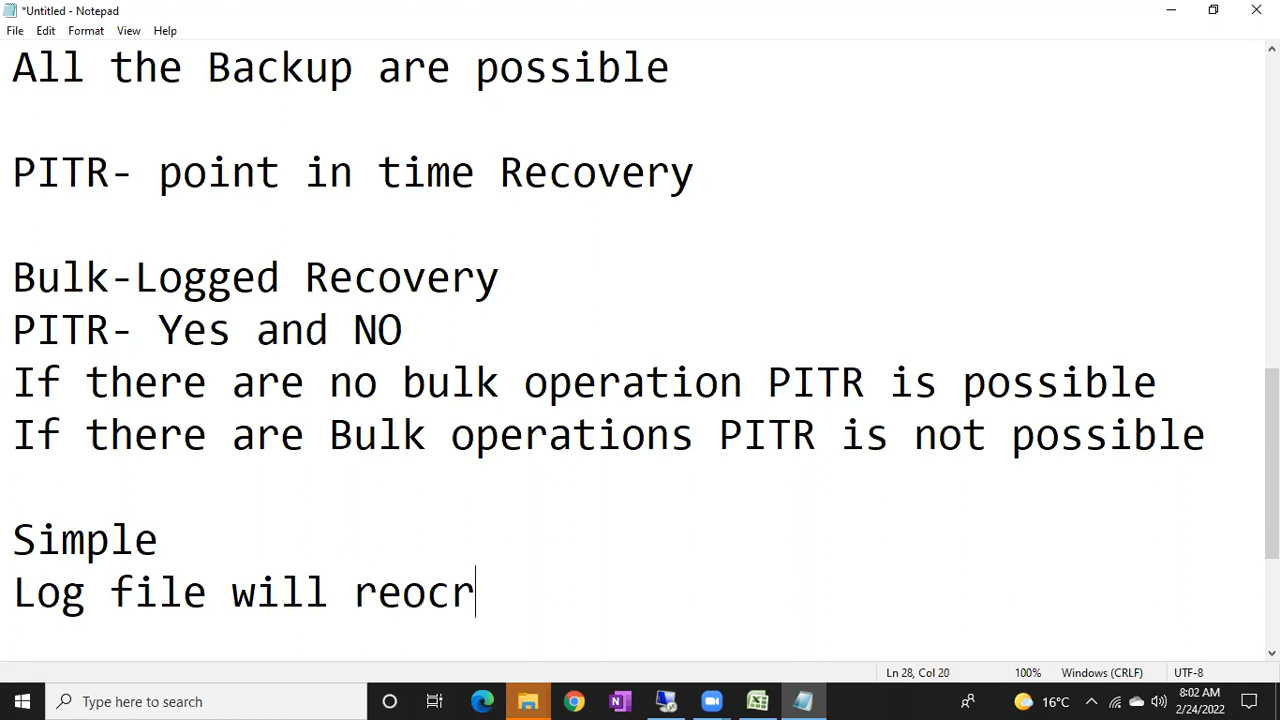 *Untitled - Notepad
File Edit Format View Help
All the Backup are possible
PITR- point in time Recovery
Bulk-Logged Recovery
PITR- Yes and NO
If there are no bulk operation PITR is possible
If there are Bulk operations PITR is not possible
Simple
Log file will reocr
Ln 28, Col 20 100% Windows (CRLF) UTF-8
Type here to search
16°C
8:02 AM
2/24/2022